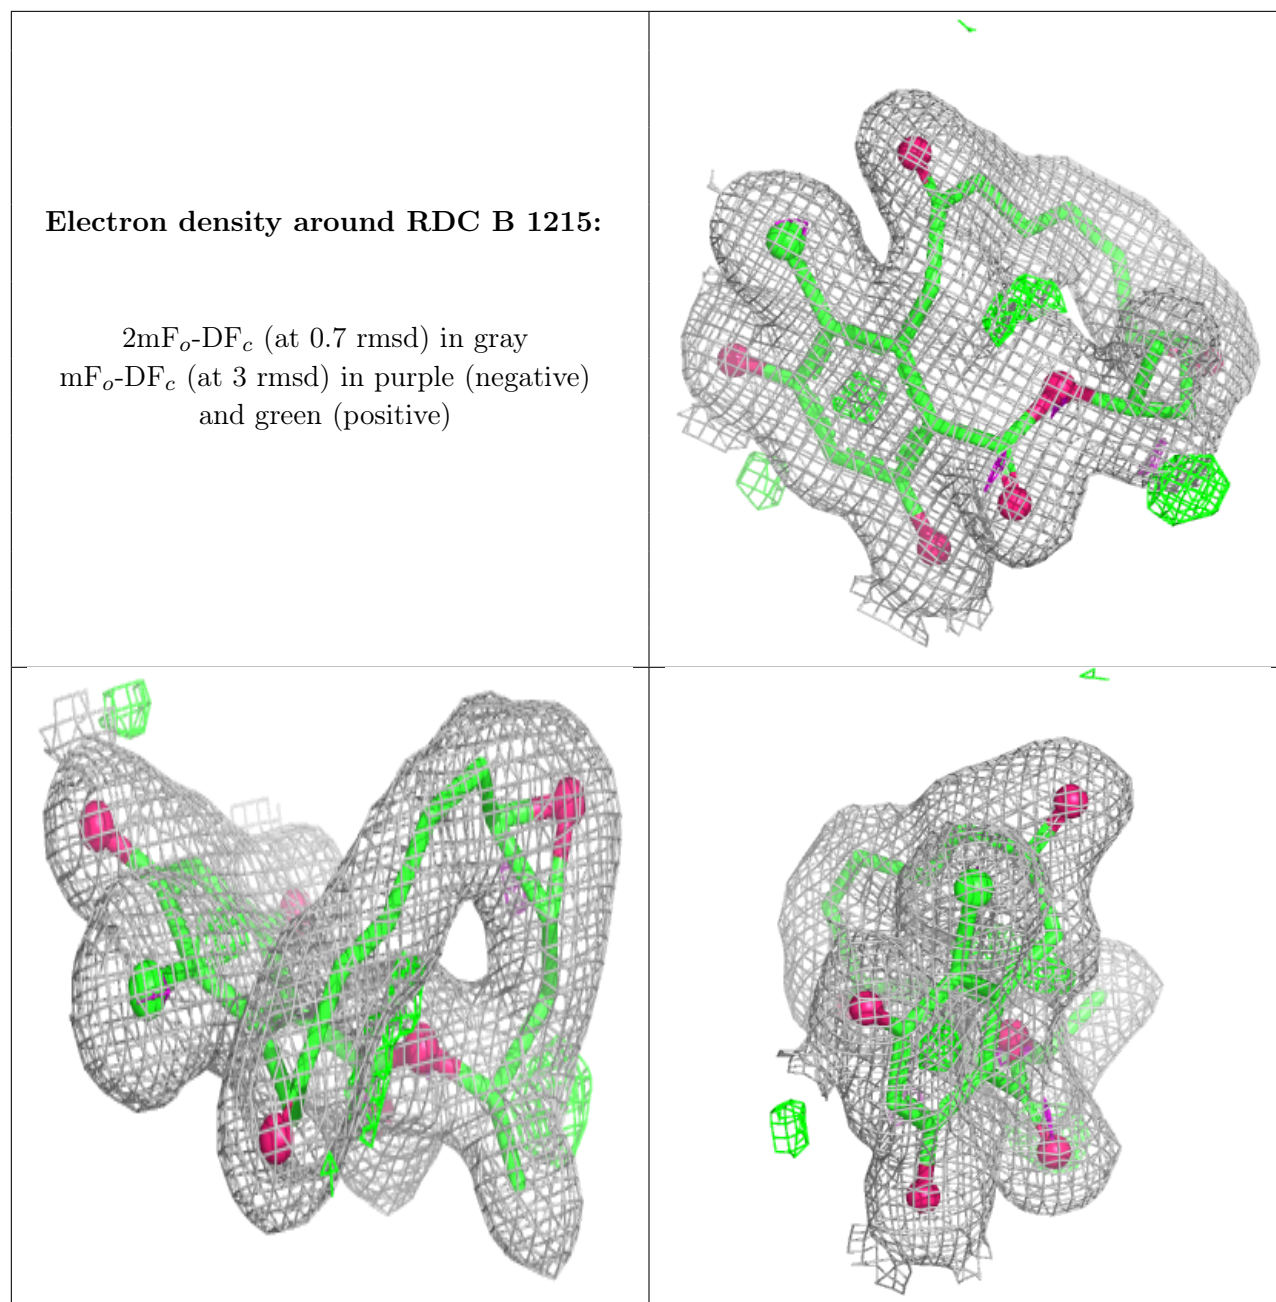 Electron density around RDC B 1215:
2mFo-DFc (at 0.7 rmsd) in gray
mFo-DFc (at 3 rmsd) in purple (negative)
and green (positive)